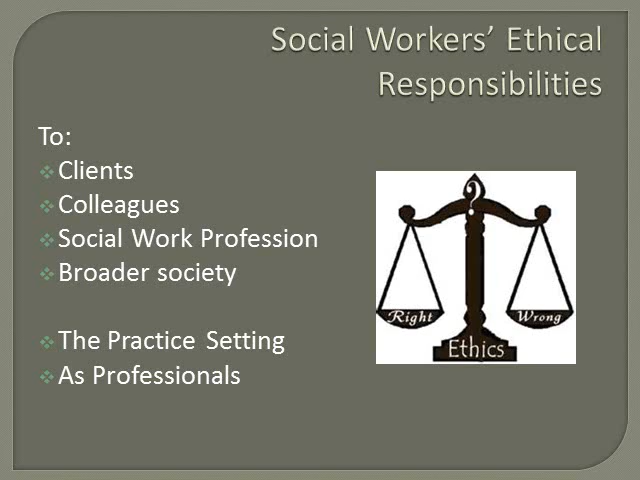 Social Workers’ Ethical
Responsibilities
To:
Clients
Colleagues
Social Work Profession
Broader society
The Practice Setting
As Professionals
?
Right
Wrong
Ethics